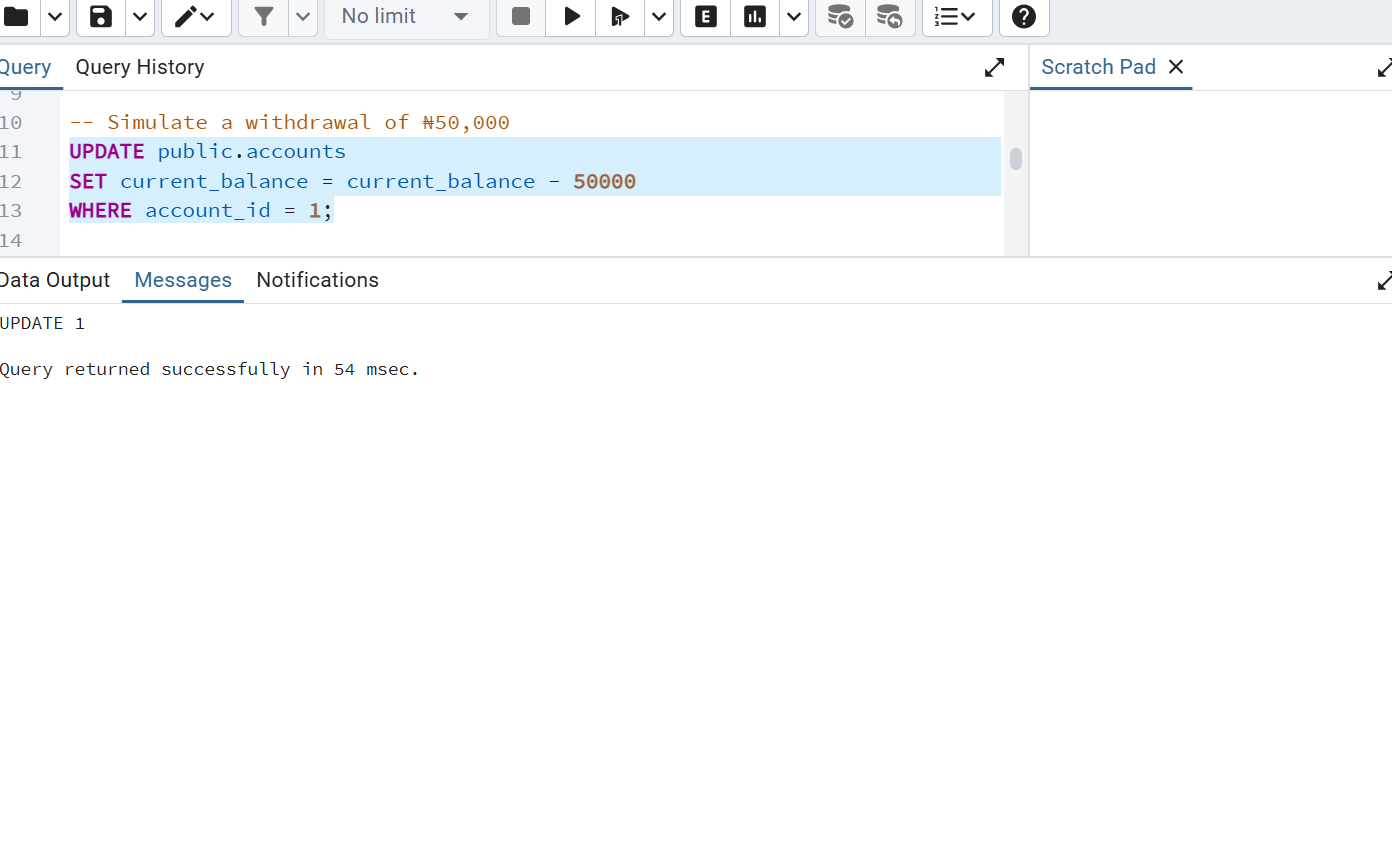 No limit
Query Query History
Scratch Pad
9
10 -- Simulate a withdrawal of ₦50,000
11 UPDATE public.accounts
12 SET current_balance = current_balance - 50000
13 WHERE account_id = 1;
14
Data Output Messages Notifications
UPDATE 1
Query returned successfully in 54 msec.